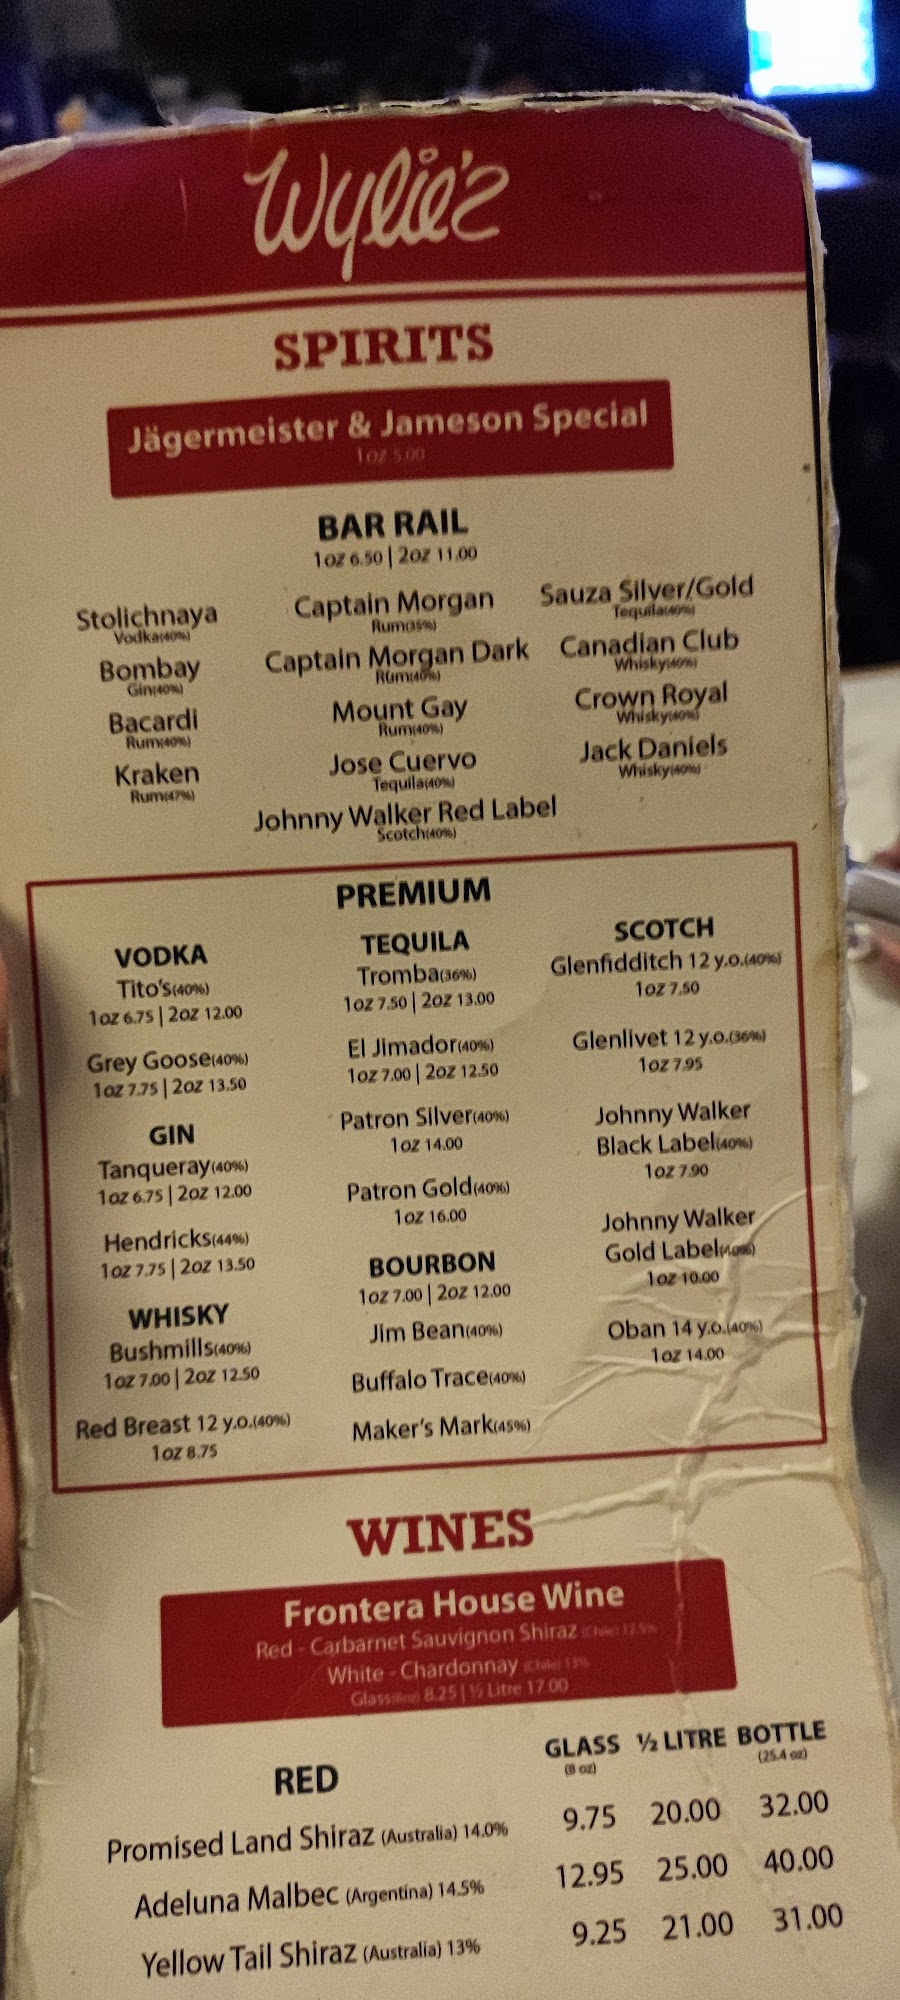 Wylie'z
SPIRITS
Jägermeister & Jameson Special
1oz 5.00
BAR RAIL
1oz 6.50 | 2oz 11.00
Stolichnaya
Vodka(40%)
Bombay
Gin(40%)
Bacardi
Rum(40%)
Kraken
Rum(47%)
Captain Morgan
Rum(35%)
Captain Morgan Dark
Rum(40%)
Mount Gay
Rum(40%)
Jose Cuervo
Tequila(40%)
Sauza Silver/Gold
Tequila(40%)
Canadian Club
Whisky(40%)
Crown Royal
Whisky(40%)
Jack Daniels
Whisky(40%)
Johnny Walker Red Label
Scotch(40%)
PREMIUM
VODKA
Tito's(40%)
1oz 6.75 | 2oz 12.00
Grey Goose(40%)
1oz 7.75 | 2oz 13.50
GIN
Tanqueray(40%)
1oz 6.75 | 2oz 12.00
Hendricks(44%)
1oz 7.75 | 2oz 13.50
WHISKY
Bushmills(40%)
1oz 7.00 | 2oz 12.50
Red Breast 12 y.o.(40%)
1oz 8.75
TEQUILA
Tromba(36%)
1oz 7.50 | 2oz 13.00
El Jimador(40%)
1oz 7.00 | 2oz 12.50
Patron Silver(40%)
1oz 14.00
Patron Gold(40%)
1oz 16.00
BOURBON
1oz 7.00 | 2oz 12.00
Jim Bean(40%)
Buffalo Trace(40%)
Maker's Mark(45%)
SCOTCH
Glenfidditch 12 y.o.(40%)
1oz 7.50
Glenlivet 12 y.o.(36%)
1oz 7.95
Johnny Walker
Black Label(40%)
1oz 7.90
Johnny Walker
Gold Label(40%)
1oz 10.00
Oban 14 y.o.(40%)
1oz 14.00
WINES
Frontera House Wine
Red - Carbarnet Sauvignon Shiraz (Chile) 12.5%
White - Chardonnay (Chile) 13%
Glass(8oz) 8.25 | ½ Litre 17.00
RED
GLASS ½ LITRE BOTTLE
(8 oz) (25.4 oz)
Promised Land Shiraz (Australia) 14.0% 9.75 20.00 32.00
Adeluna Malbec (Argentina) 14.5% 12.95 25.00 40.00
Yellow Tail Shiraz (Australia) 13% 9.25 21.00 31.00